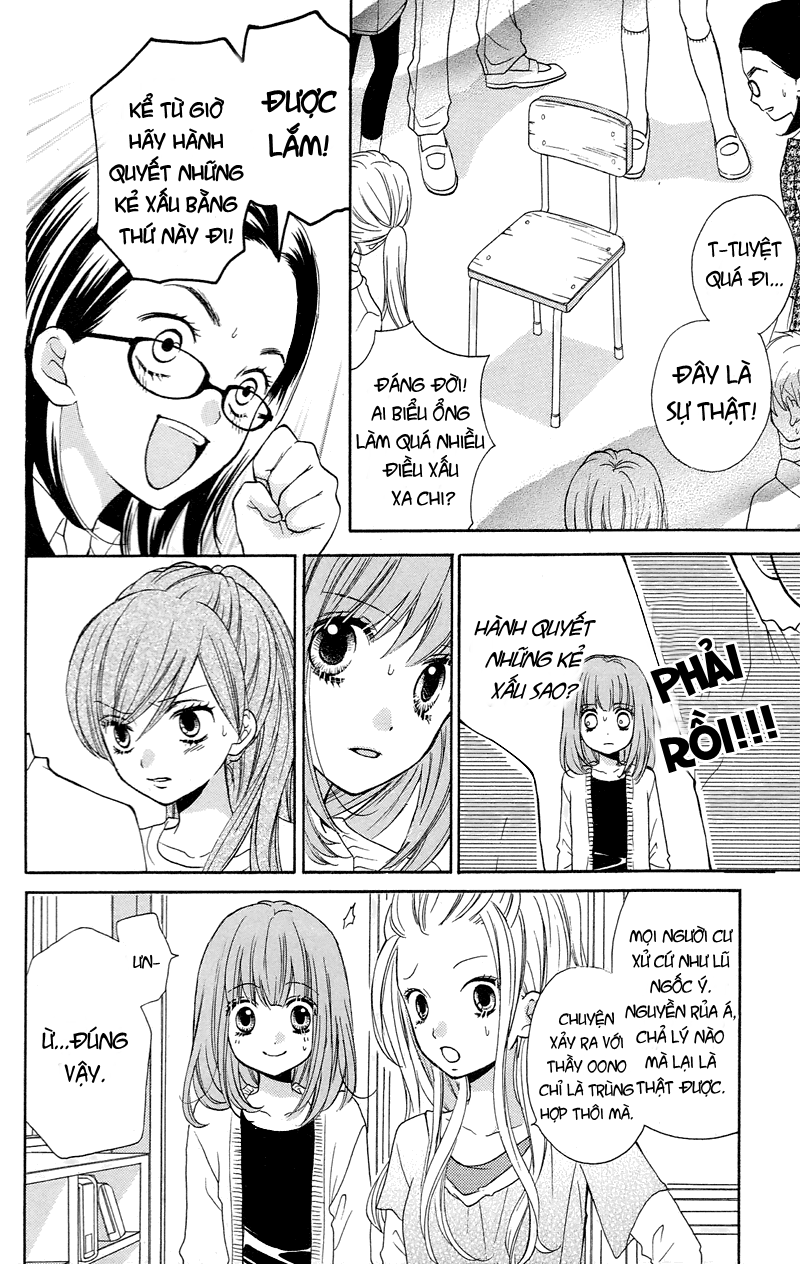 T-TUYỆT
QUÁ ĐI...
ĐÂY LÀ
SỰ THẬT!
ĐÁNG ĐỜI!
AI BIỂU ỔNG
LÀM QUÁ NHIỀU
ĐIỀU XẤU
XA CHI?
ĐƯỢC
LẮM!
KỂ TỪ GIỜ
HÃY HÀNH
QUYẾT NHỮNG
KẺ XẤU BẰNG
THỨ NÀY ĐI!
PHẢI
RỒI!!!
HÀNH QUYẾT
NHỮNG KẺ
XẤU SAO?
MỌI NGƯỜI CƯ
XỬ CỨ NHƯ LŨ
NGỐC Ý.
NGUYỀN RỦA Á,
CHẢ LÝ NÀO
MÀ LẠI LÀ
THẬT ĐƯỢC.
CHUYỆN
XẢY RA VỚI
THẦY OONO
CHỈ LÀ TRÙNG
HỢP THÔI MÀ.
ƯN-
Ừ...ĐÚNG
VẬY.